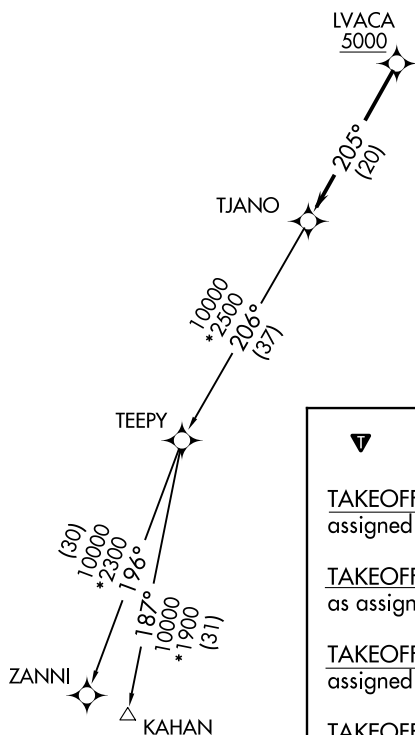 LVACA
5000
205°
(20)
TJANO
10000
*2500
206°
(37)
TEEPY
(30)
10000
*2300
196°
187°
10000
*1900
(31)
ZANNI
KAHAN
T
TAKEOFF
assigned
TAKEOFF
as assign
TAKEOFF
assigned
TAKEOFF